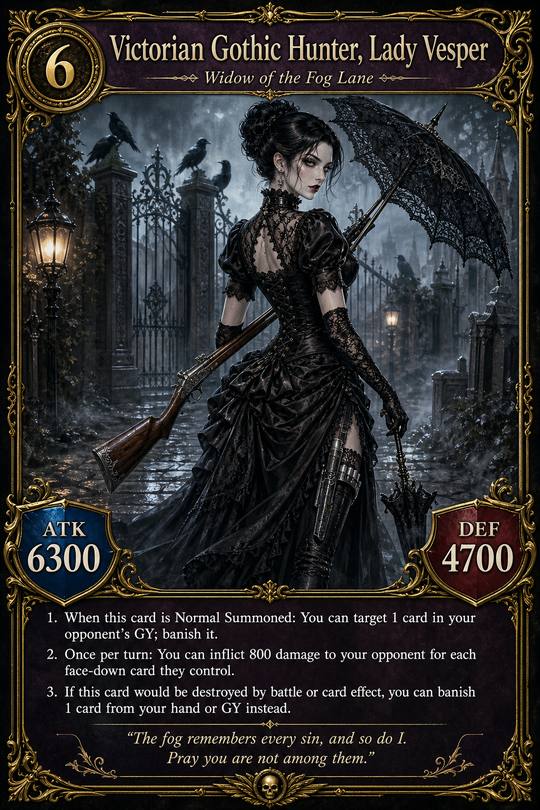 6
Victorian Gothic Hunter, Lady Vesper
Widow of the Fog Lane
ATK
6300
DEF
4700
1. When this card is Normal Summoned: You can target 1 card in your
opponent's GY; banish it.
2. Once per turn: You can inflict 800 damage to your opponent for each
face-down card they control.
3. If this card would be destroyed by battle or card effect, you can banish
1 card from your hand or GY instead.
“The fog remembers every sin, and so do I.
Pray you are not among them.”